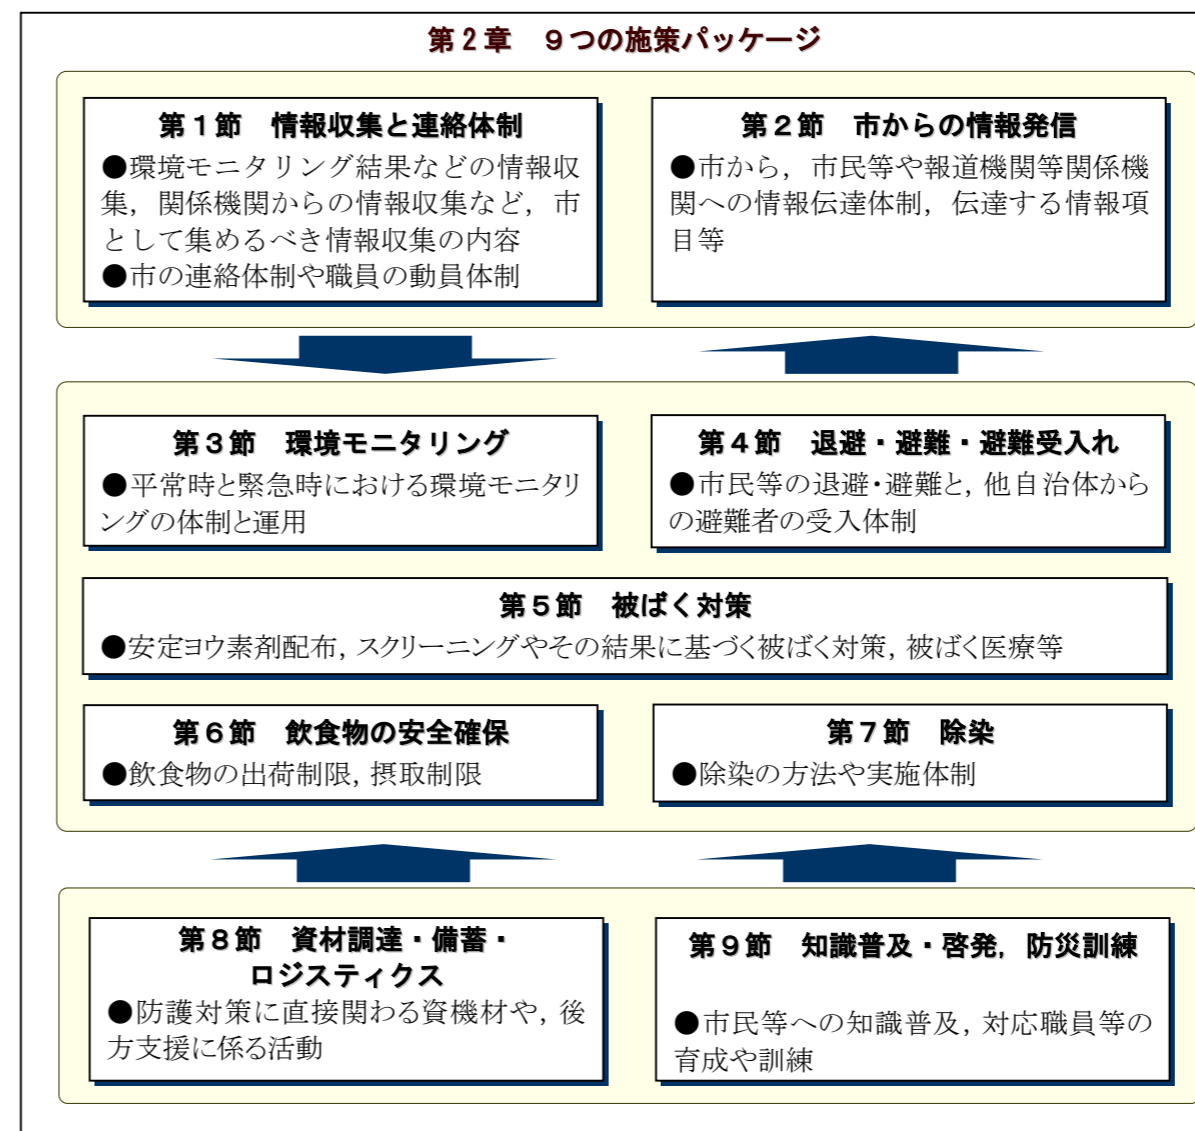 第２章　９つの施策パッケージ
第１節　情報収集と連絡体制
●環境モニタリング結果などの情報収
集，関係機関からの情報収集など，市
として集めるべき情報収集の内容
●市の連絡体制や職員の動員体制
第２節　市からの情報発信
●市から，市民等や報道機関等関係機
関への情報伝達体制，伝達する情報項
目等
第３節　環境モニタリング
●平常時と緊急時における環境モニタリ
ングの体制と運用
第４節　退避・避難・避難受入れ
●市民等の退避・避難と，他自治体から
の避難者の受入体制
第５節　被ばく対策
●安定ヨウ素剤配布，スクリーニングやその結果に基づく被ばく対策，被ばく医療等
第６節　飲食物の安全確保
●飲食物の出荷制限，摂取制限
第７節　除染
●除染の方法や実施体制
第８節　資材調達・備蓄・
ロジスティクス
●防護対策に直接関わる資機材や，後
方支援に係る活動
第９節　知識普及・啓発，防災訓練
●市民等への知識普及，対応職員等の
育成や訓練